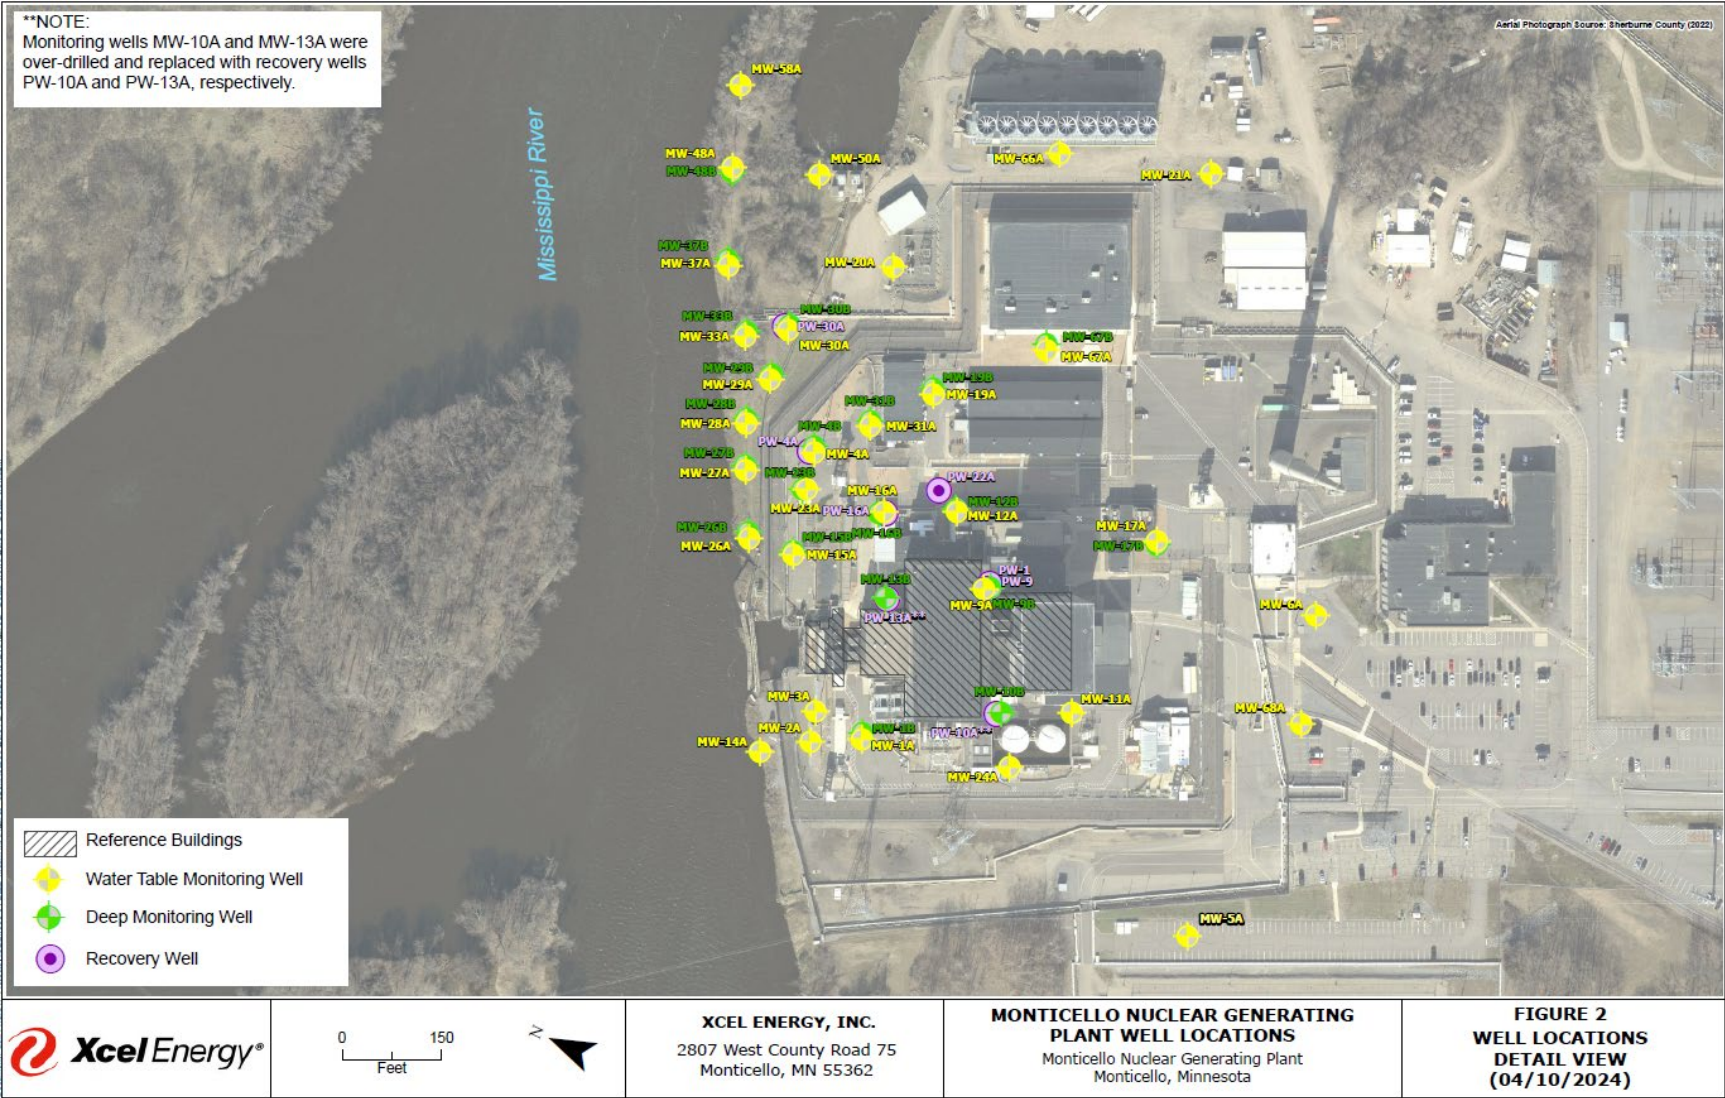 **NOTE:
Monitoring wells MW-10A and MW-13A were
over-drilled and replaced with recovery wells
PW-10A and PW-13A, respectively.
Aerial Photograph Source: Sherburne County (2022)
Mississippi River
MW-58A
MW-48A
MW-48B
MW-50A
MW-66A
MW-21A
MW-37B
MW-37A
MW-20A
MW-33B
MW-33A
MW-30B
PW-30A
MW-30A
MW-67B
MW-67A
MW-29B
MW-29A
MW-19B
MW-19A
MW-28B
MW-28A
MW-31B
MW-31A
MW-4B
PW-4A
MW-4A
MW-27B
MW-27A
MW-23B
MW-23A
MW-16A
PW-16A
MW-16B
PW-22A
MW-12B
MW-12A
MW-17A
MW-17B
MW-26B
MW-26A
MW-15B
MW-15A
MW-13B
PW-13A**
PW-1
PW-9
MW-9A
MW-9B
MW-6A
MW-3A
MW-2A
MW-14A
MW-1B
MW-1A
MW-10B
PW-10A**
MW-11A
MW-68A
MW-24A
MW-5A
Reference Buildings
Water Table Monitoring Well
Deep Monitoring Well
Recovery Well
Xcel Energy®
0 150
Feet
N
XCEL ENERGY, INC.
2807 West County Road 75
Monticello, MN 55362
MONTICELLO NUCLEAR GENERATING
PLANT WELL LOCATIONS
Monticello Nuclear Generating Plant
Monticello, Minnesota
FIGURE 2
WELL LOCATIONS
DETAIL VIEW
(04/10/2024)